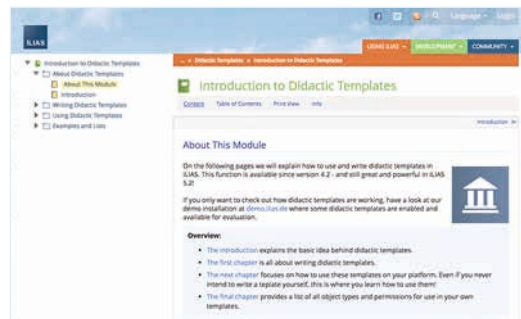 Language Login
ILIAS
USING ILIAS DEVELOPMENT COMMUNITY
... » Didactic Templates » Introduction to Didactic Templates
Introduction to Didactic Templates
About Didactic Templates
About This Module
Introduction
Writing Didactic Templates
Using Didactic Templates
Examples and Lists
Introduction to Didactic Templates
Content Table of Contents Print View Info
Introduction
About This Module
On the following pages we will explain how to use and write didactic templates in
ILIAS. This function is available since version 4.2 - and still great and powerful in ILIAS
5.2!
If you only want to check out how didactic templates are working, have a look at our
demo installation at demo.ilias.de where some didactic templates are enabled and
available for evaluation.
Overview:
• The introduction explains the basic idea behind didactic templates.
• The first chapter is all about writing didactic templates.
• The next chapter focuses on how to use these templates on your platform. Even if you never
intend to write a teplate yourself, this is where you learn how to use them!
• The final chapter provides a list of all object types and permissions for use in your own
templates.